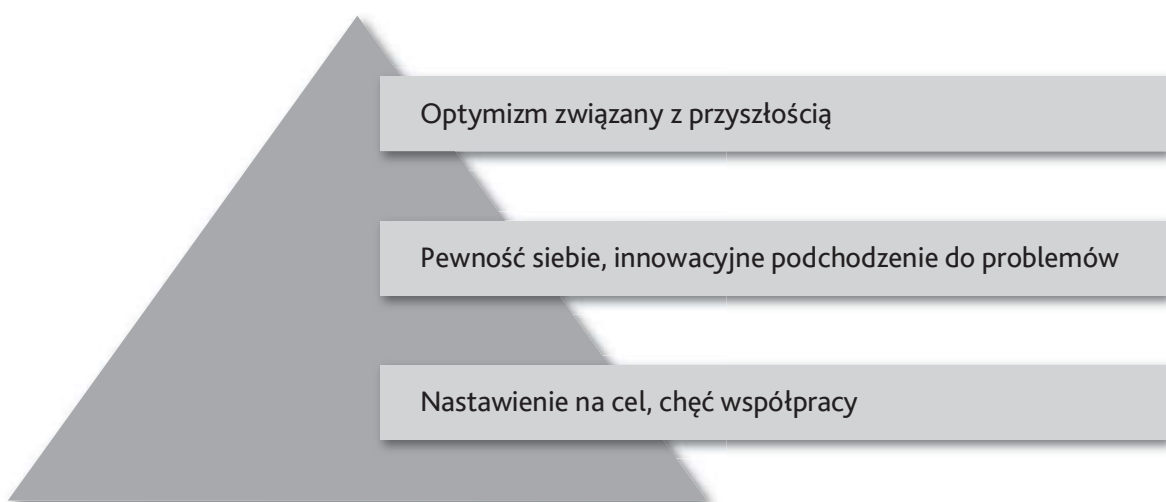 Optymizm związany z przyszłością
Pewność siebie, innowacyjne podchodzenie do problemów
Nastawienie na cel, chęć współpracy